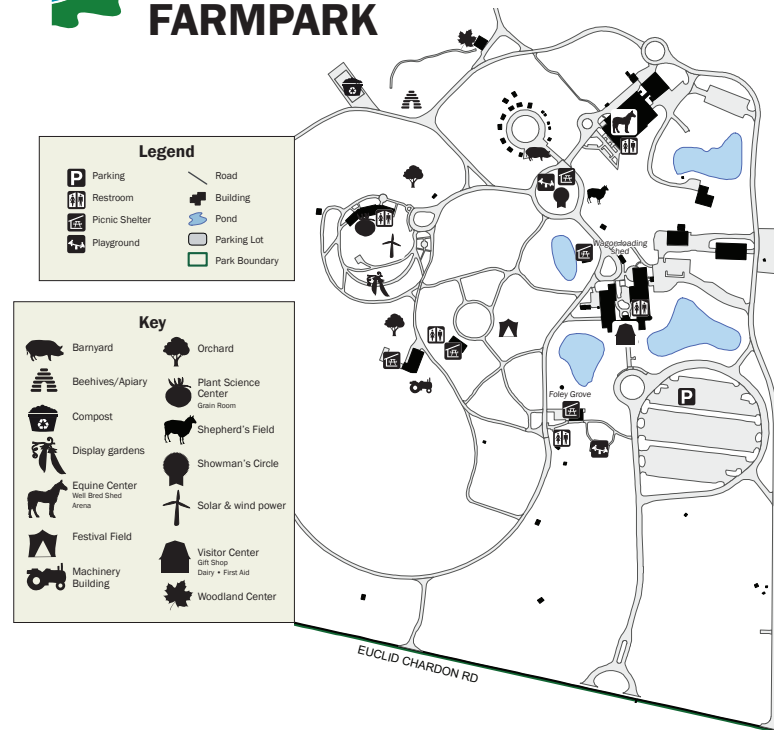 FARMPARK
Legend
P Parking
Restroom
Picnic Shelter
Playground
Road
Building
Pond
Parking Lot
Park Boundary
Key
Barnyard
Beehives/Apiary
Compost
Display gardens
Equine Center
Well Bred Shed
Arena
Festival Field
Machinery
Building
Orchard
Plant Science
Center
Grain Room
Shepherd's Field
Showman's Circle
Solar & wind power
Visitor Center
Gift Shop
Dairy • First Aid
Woodland Center
Wagon loading
Shed
Foley Grove
P
EUCLID CHARDON RD